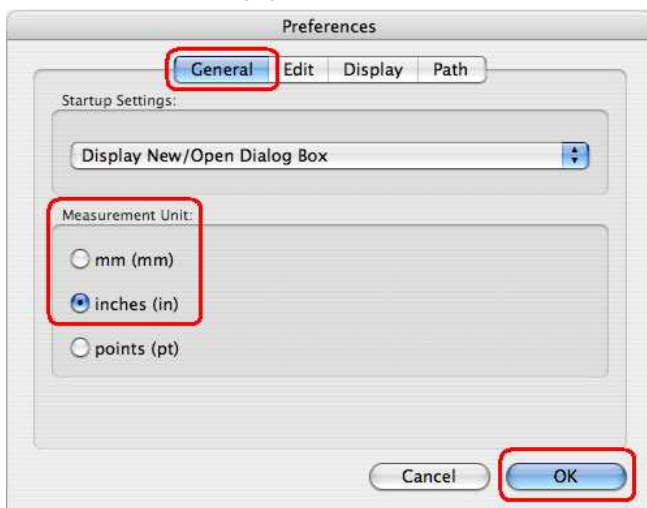 Preferences
General Edit Display Path
Startup Settings:
Display New/Open Dialog Box
Measurement Unit:
mm (mm)
inches (in)
points (pt)
Cancel OK